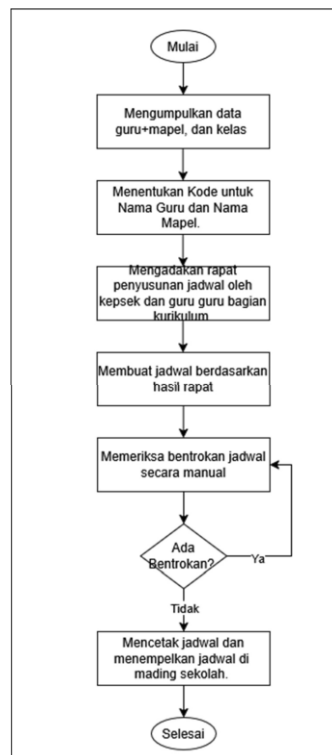 Mulai
Mengumpulkan data
guru+mapel, dan kelas
Menentukan Kode untuk
Nama Guru dan Nama
Mapel.
Mengadakan rapat
penyusunan jadwal oleh
kepsek dan guru guru bagian
kurikulum
Membuat jadwal berdasarkan
hasil rapat
Memeriksa bentrokan jadwal
secara manual
Ada
Bentrokan?
Ya
Tidak
Mencetak jadwal dan
menempelkan jadwal di
mading sekolah.
Selesai